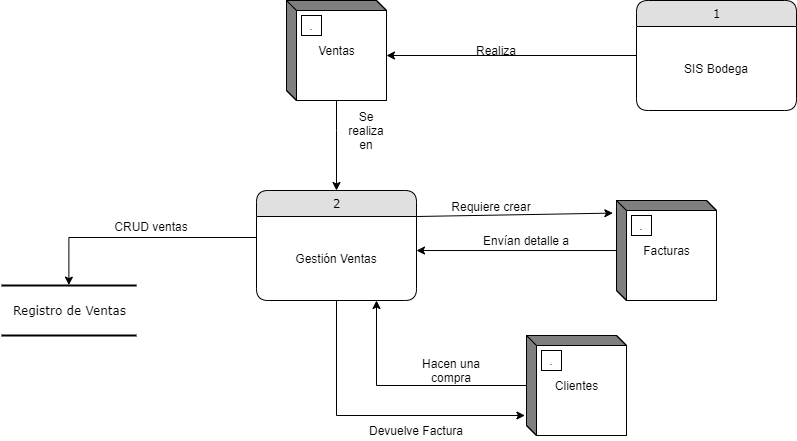 .
Ventas
1
SIS Bodega
Realiza
Se
realiza
en
2
Gestión Ventas
CRUD ventas
Registro de Ventas
Requiere crear
Envían detalle a
.
Facturas
Hacen una
compra
.
Clientes
Devuelve Factura